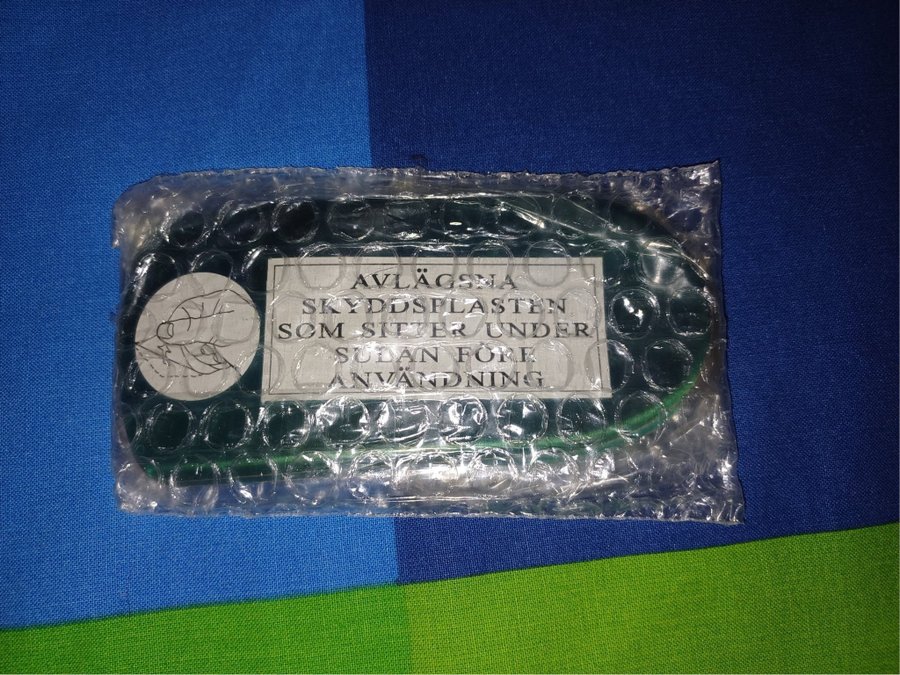 AVLÄGSNA
SKYDDSPLASTEN
SOM SITTER UNDER
SULAN FÖRE
ANVÄNDNING